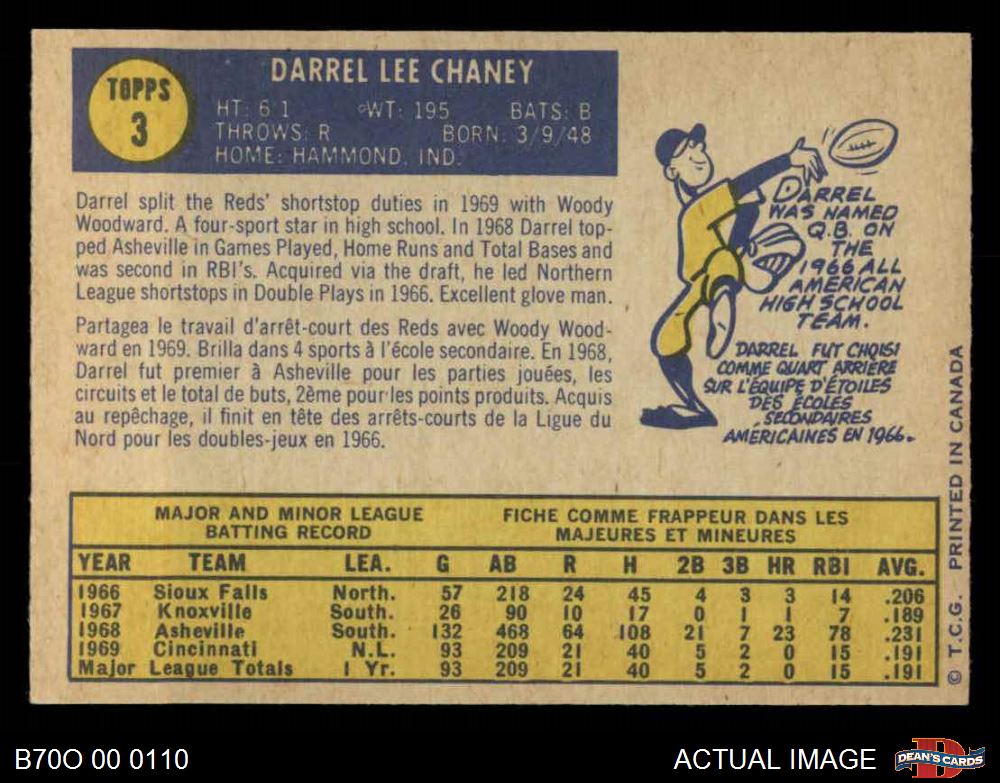 TOPPS
3
DARREL LEE CHANEY
HT: 6 1 WT: 195 BATS: B
THROWS: R BORN: 3/9/48
HOME: HAMMOND, IND.
Darrel split the Reds' shortstop duties in 1969 with Woody
Woodward. A four-sport star in high school. In 1968 Darrel top-
ped Asheville in Games Played, Home Runs and Total Bases and
was second in RBI's. Acquired via the draft, he led Northern
League shortstops in Double Plays in 1966. Excellent glove man.
Partagea le travail d'arrêt-court des Reds avec Woody Wood-
ward en 1969. Brilla dans 4 sports à l'école secondaire. En 1968,
Darrel fut premier à Asheville pour les parties jouées, les
circuits et le total de buts, 2ème pour les points produits. Acquis
au repêchage, il finit en tête des arrêts-courts de la Ligue du
Nord pour les doubles-jeux en 1966.
DARREL
WAS NAMED
Q.B. ON
THE
1966 ALL
AMERICAN
HIGH SCHOOL
TEAM.
DARREL FUT CHOISI
COMME QUART ARRIERE
SUR L'ÉQUIPE D'ÉTOILES
DES ÉCOLES
SECONDAIRES
AMÉRICAINES EN 1966.
MAJOR AND MINOR LEAGUE
BATTING RECORD
FICHE COMME FRAPPEUR DANS LES
MAJEURES ET MINEURES
YEAR TEAM LEA. G AB R H 2B 3B HR RBI AVG.
1966 Sioux Falls North. 57 218 24 45 4 3 3 14 .206
1967 Knoxville South. 26 90 10 17 0 1 1 7 .189
1968 Asheville South. 132 468 64 108 21 7 23 78 .231
1969 Cincinnati N.L. 93 209 21 40 5 2 0 15 .191
Major League Totals 1 Yr. 93 209 21 40 5 2 0 15 .191
© T.C.G. PRINTED IN CANADA
B70O 00 0110
ACTUAL IMAGE
D
DEAN'S CARDS